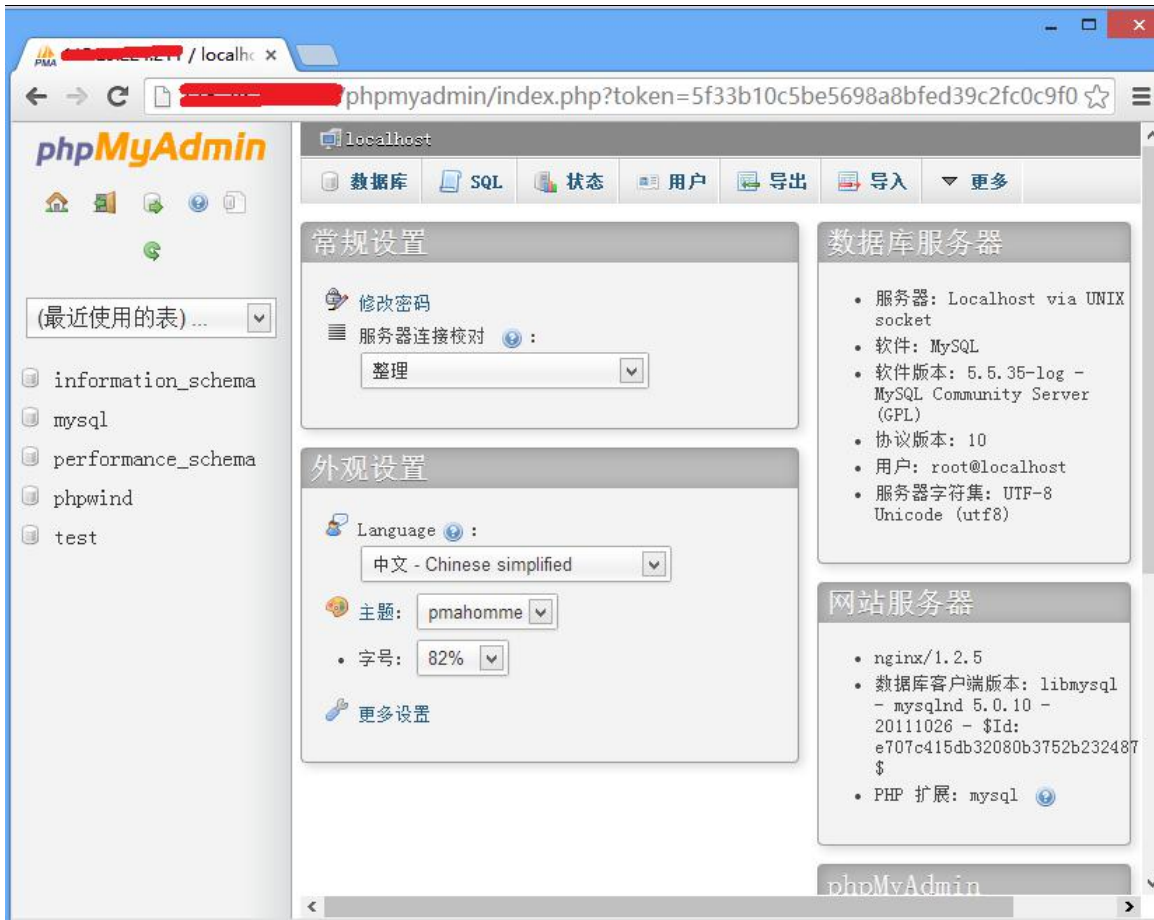 / localh
/phpmyadmin/index.php?token=5f33b10c5be5698a8bfed39c2fc0c9f0
phpMyAdmin
(最近使用的表) ...
information_schema
mysql
performance_schema
phpwind
test
localhost
数据库 SQL 状态 用户 导出 导入 更多
常规设置
修改密码
服务器连接校对 :
整理
外观设置
Language :
中文 - Chinese simplified
主题: pmahomme
字号: 82%
更多设置
数据库服务器
服务器: Localhost via UNIX
socket
软件: MySQL
软件版本: 5.5.35-log -
MySQL Community Server
(GPL)
协议版本: 10
用户: root@localhost
服务器字符集: UTF-8
Unicode (utf8)
网站服务器
nginx/1.2.5
数据库客户端版本: libmysql
- mysqlnd 5.0.10 -
20111026 - $Id:
e707c415db32080b3752b232487
$
PHP 扩展: mysql
phpMyAdmin